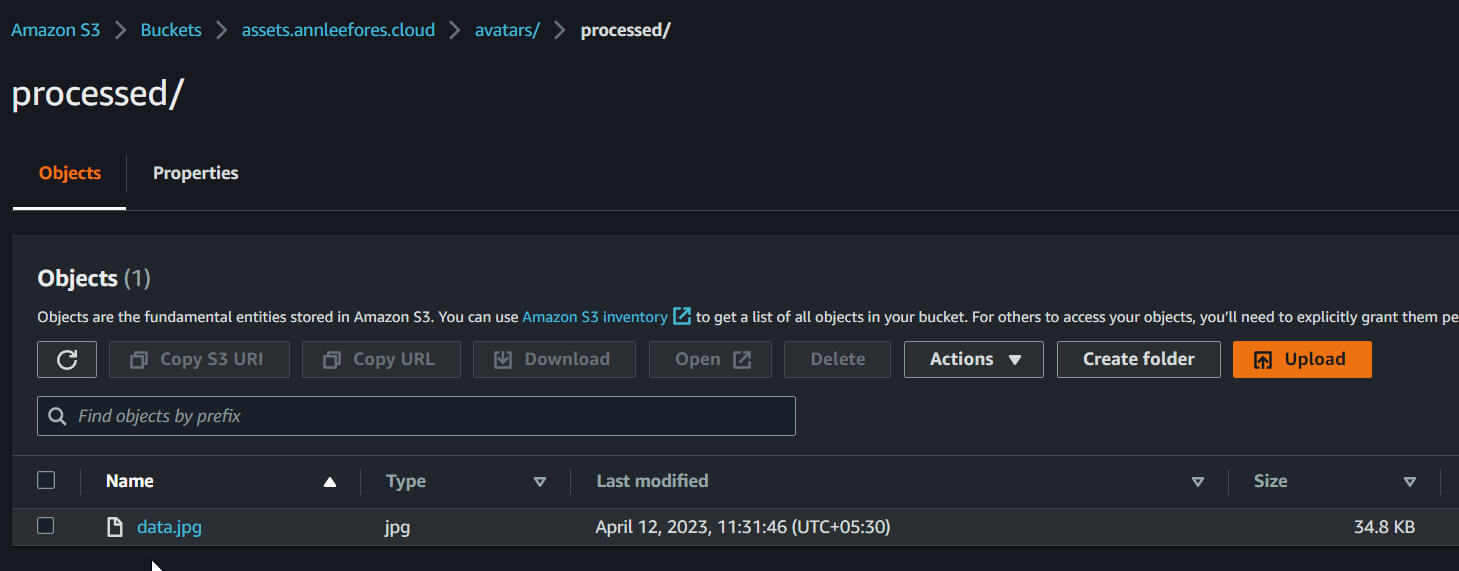 Amazon S3 > Buckets > assets.annleefores.cloud > avatars/ > processed/
processed/
Objects Properties
Objects (1)
Objects are the fundamental entities stored in Amazon S3. You can use Amazon S3 inventory to get a list of all objects in your bucket. For others to access your objects, you'll need to explicitly grant them pe
Copy S3 URI Copy URL Download Open Delete Actions Create folder Upload
Find objects by prefix
Name Type Last modified Size
data.jpg jpg April 12, 2023, 11:31:46 (UTC+05:30) 34.8 KB